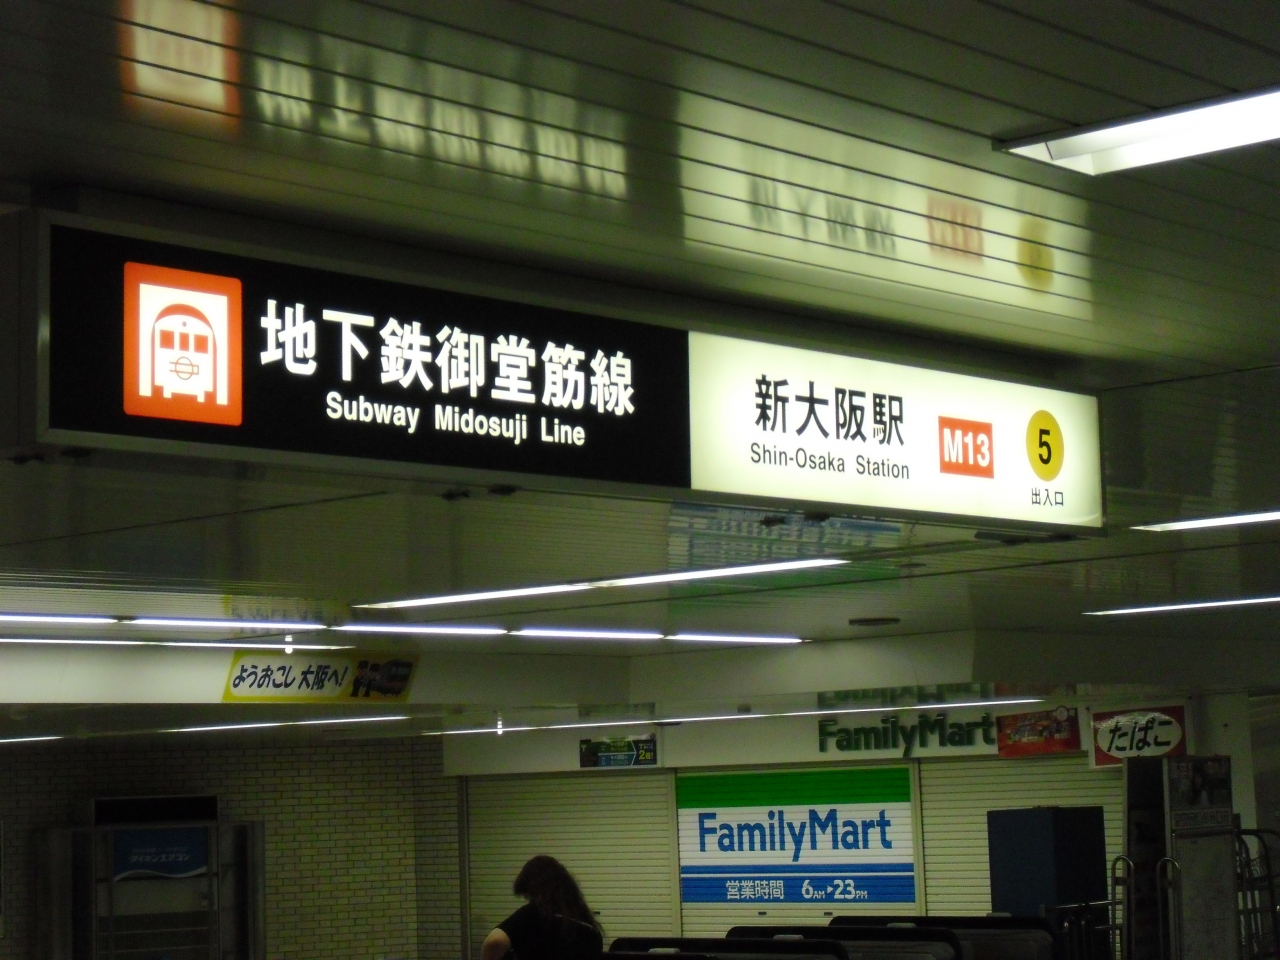 地下鉄御堂筋線
Subway Midosuji Line
新大阪駅
Shin-Osaka Station
M13
5
出入口
ようおこし 大阪へ!
FamilyMart
たばこ
FamilyMart
営業時間 6AM▶23PM